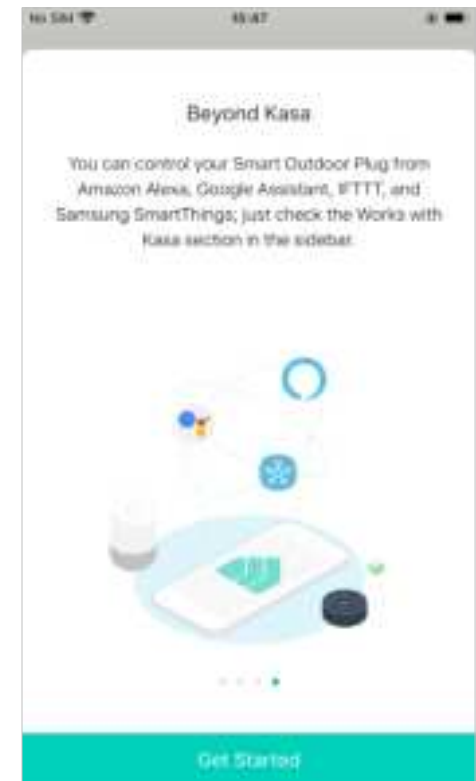 No SIM 15:47
Beyond Kasa
You can control your Smart Outdoor Plug from
Amazon Alexa, Google Assistant, IFTTT, and
Samsung SmartThings; just check the Works with
Kasa section in the sidebar.
Get Started